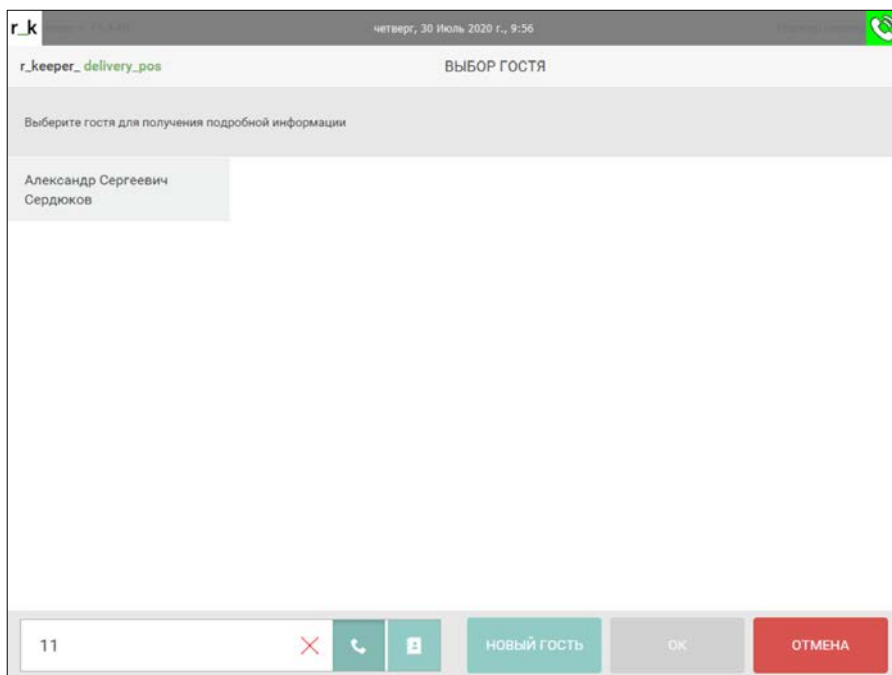 r_k
четверг, 30 Июль 2020 г., 9:56
r_keeper_ delivery_pos
ВЫБОР ГОСТЯ
Выберите гостя для получения подробной информации
Александр Сергеевич
Сердюков
11
НОВЫЙ ГОСТЬ
ОК
ОТМЕНА